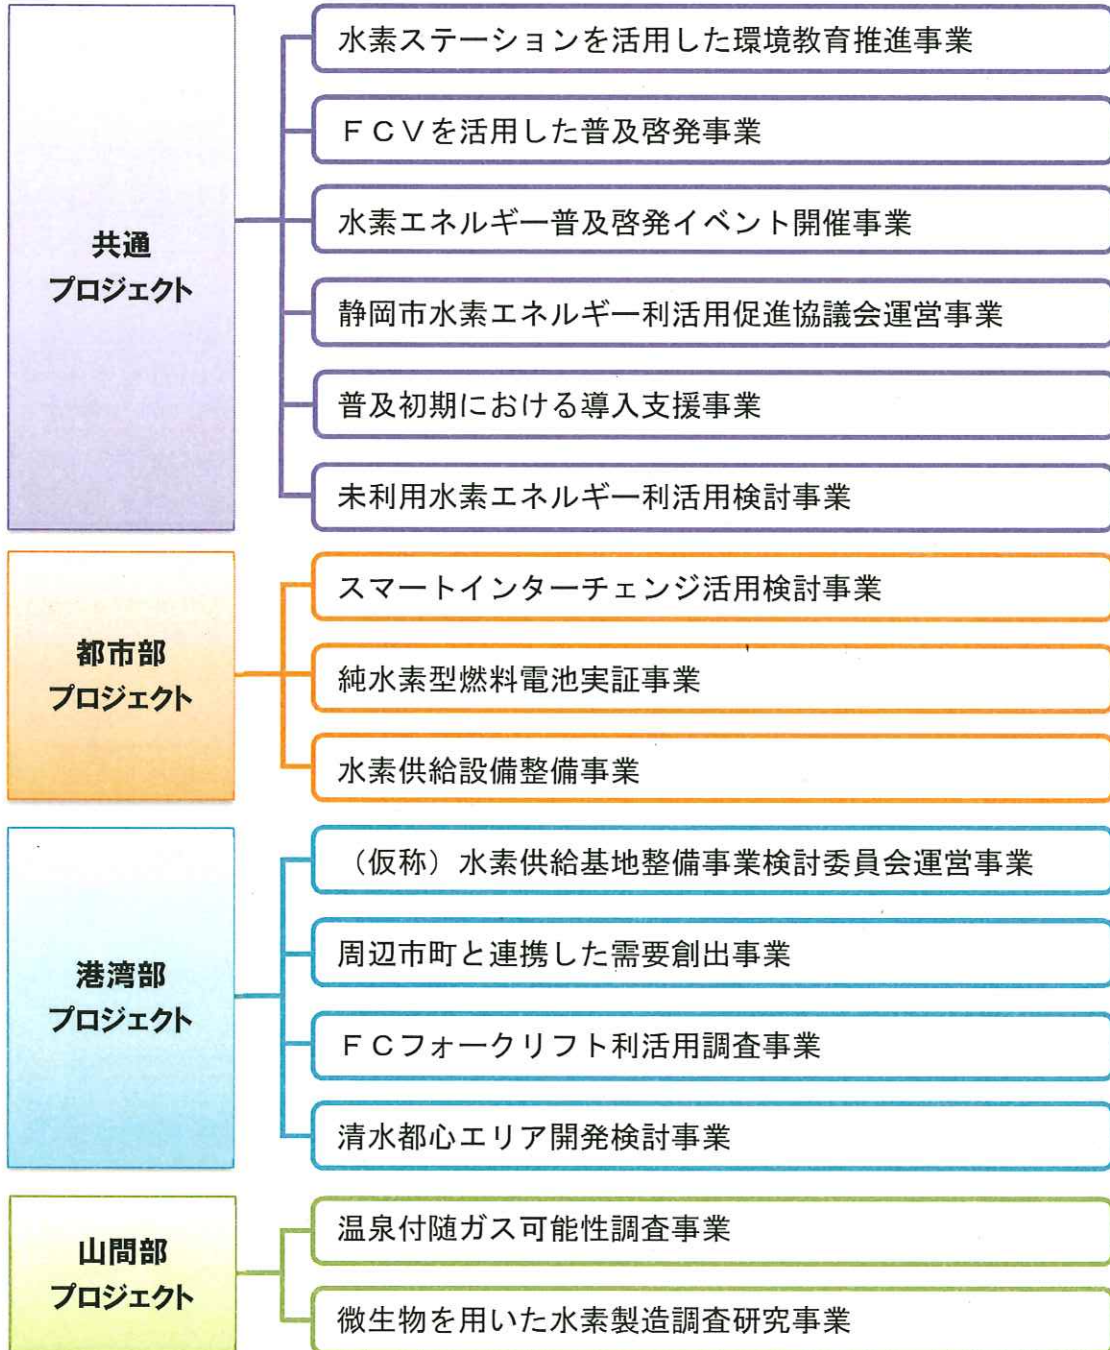 共通
プロジェクト
水素ステーションを活用した環境教育推進事業
ＦＣＶを活用した普及啓発事業
水素エネルギー普及啓発イベント開催事業
静岡市水素エネルギー利活用促進協議会運営事業
普及初期における導入支援事業
未利用水素エネルギー利活用検討事業
都市部
プロジェクト
スマートインターチェンジ活用検討事業
純水素型燃料電池実証事業
水素供給設備整備事業
港湾部
プロジェクト
（仮称）水素供給基地整備事業検討委員会運営事業
周辺市町と連携した需要創出事業
ＦＣフォークリフト利活用調査事業
清水都心エリア開発検討事業
山間部
プロジェクト
温泉付随ガス可能性調査事業
微生物を用いた水素製造調査研究事業